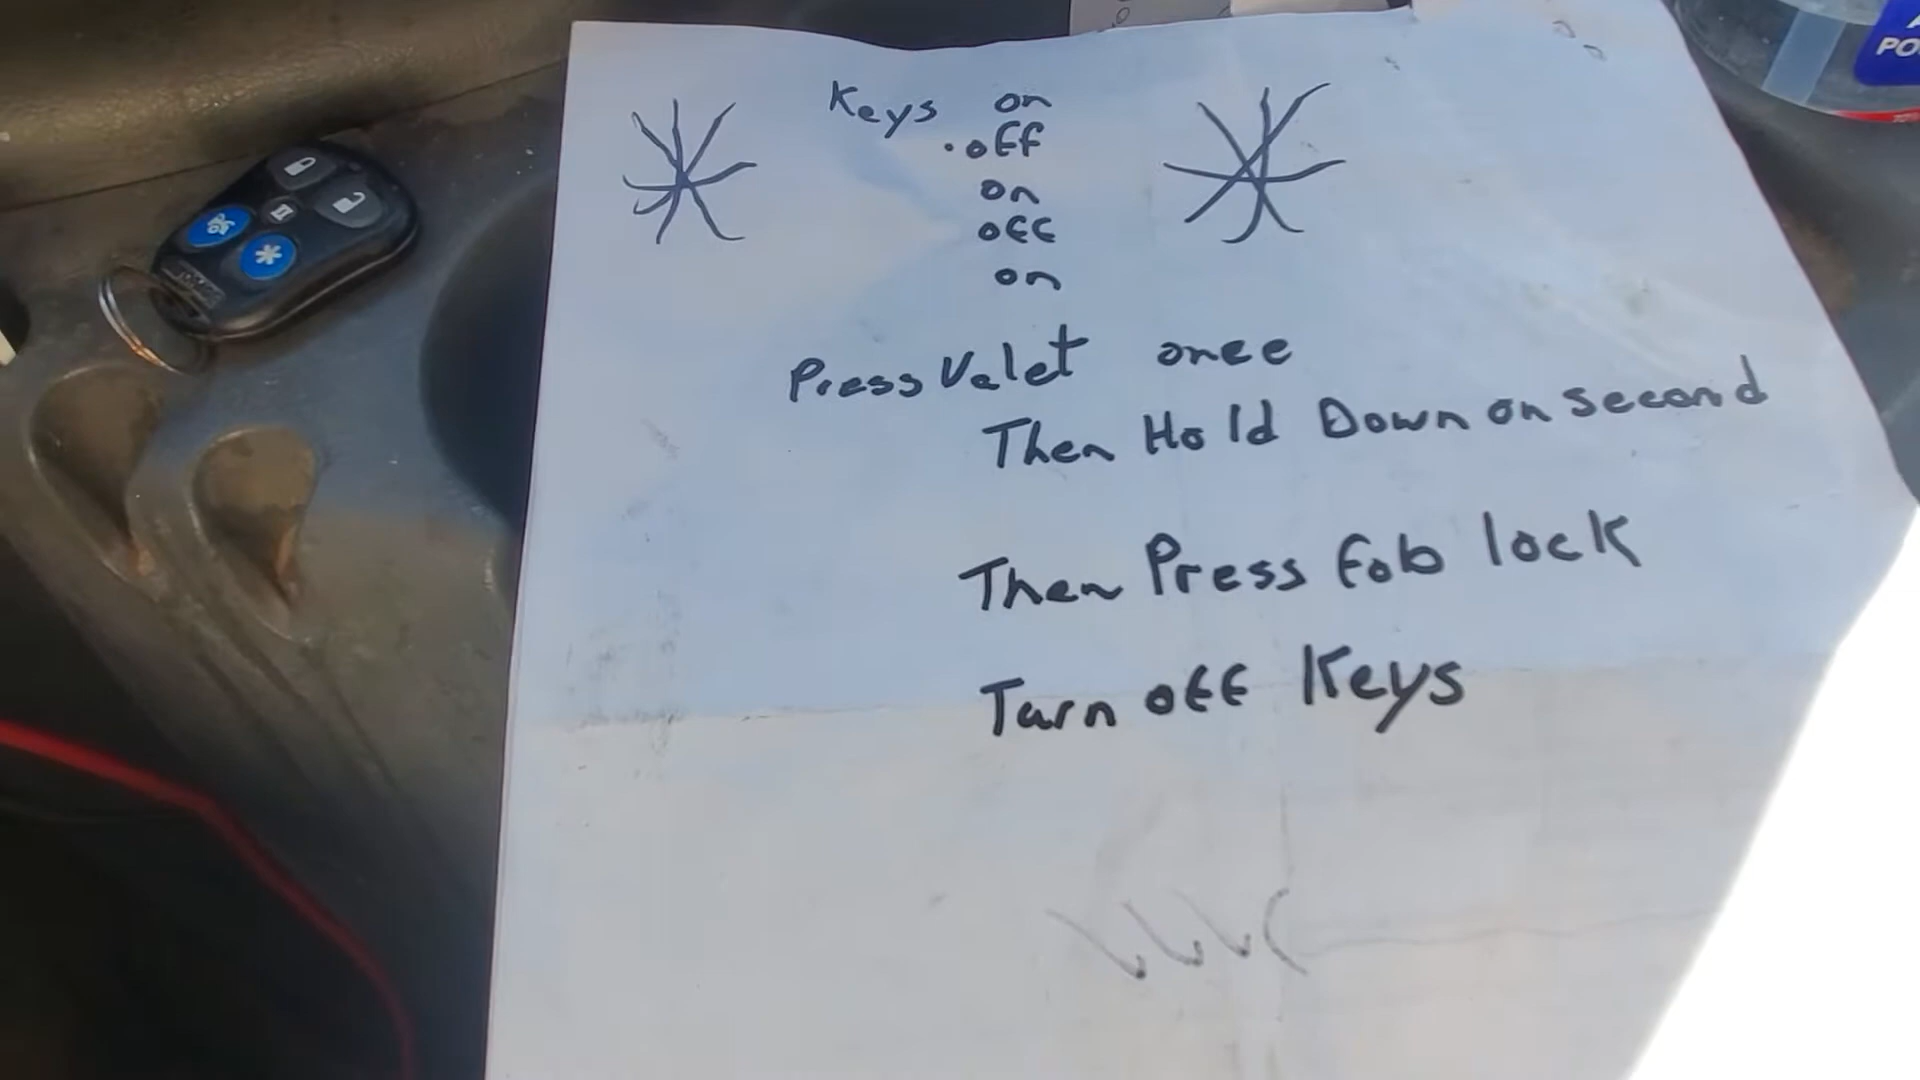 Keys on
.off
on
off
on
Press Valet once
Then Hold Down on second
Then Press fob lock
Turn off Keys
PO